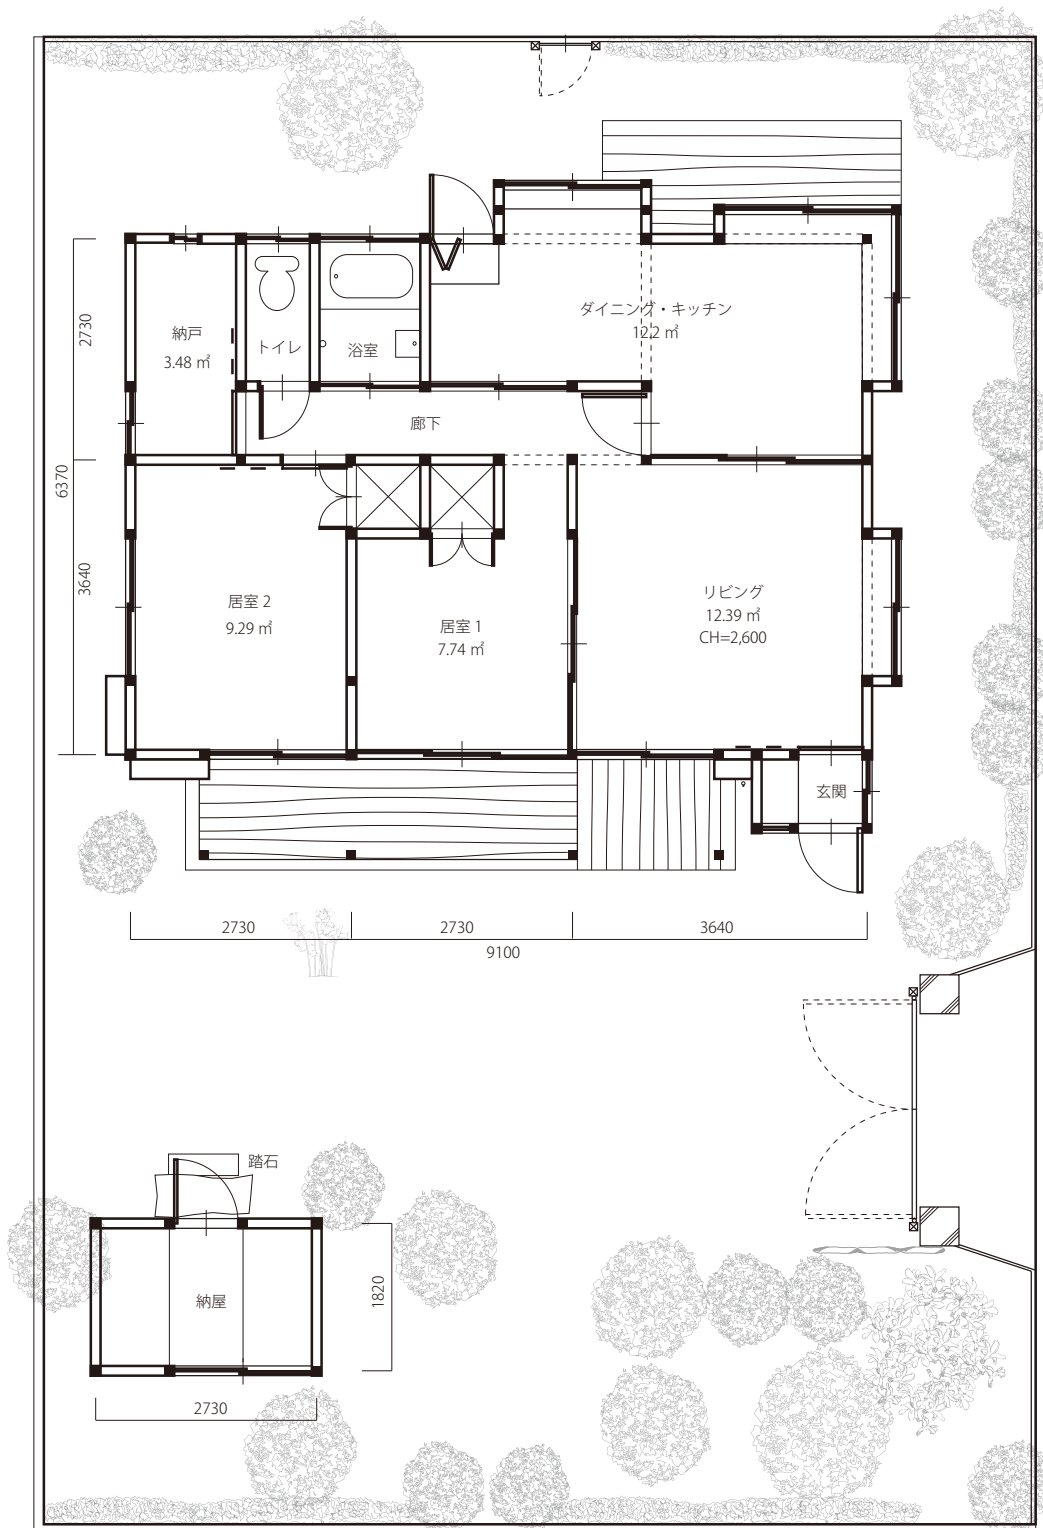 ダイニング・キッチン
12.2 ㎡
納戸
3.48 ㎡
トイレ
浴室
廊下
2730
6370
3640
居室 2
9.29 ㎡
居室 1
7.74 ㎡
リビング
12.39 ㎡
CH=2,600
玄関
2730
2730
3640
9100
踏石
納屋
1820
2730